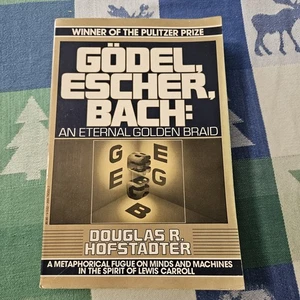 WINNER OF THE PULITZER PRIZE
GÖDEL,
ESCHER,
BACH:
AN ETERNAL GOLDEN BRAID
G E
E G
B
DOUGLAS R.
HOFSTADTER
A METAPHORICAL FUGUE ON MINDS AND MACHINES
IN THE SPIRIT OF LEWIS CARROLL